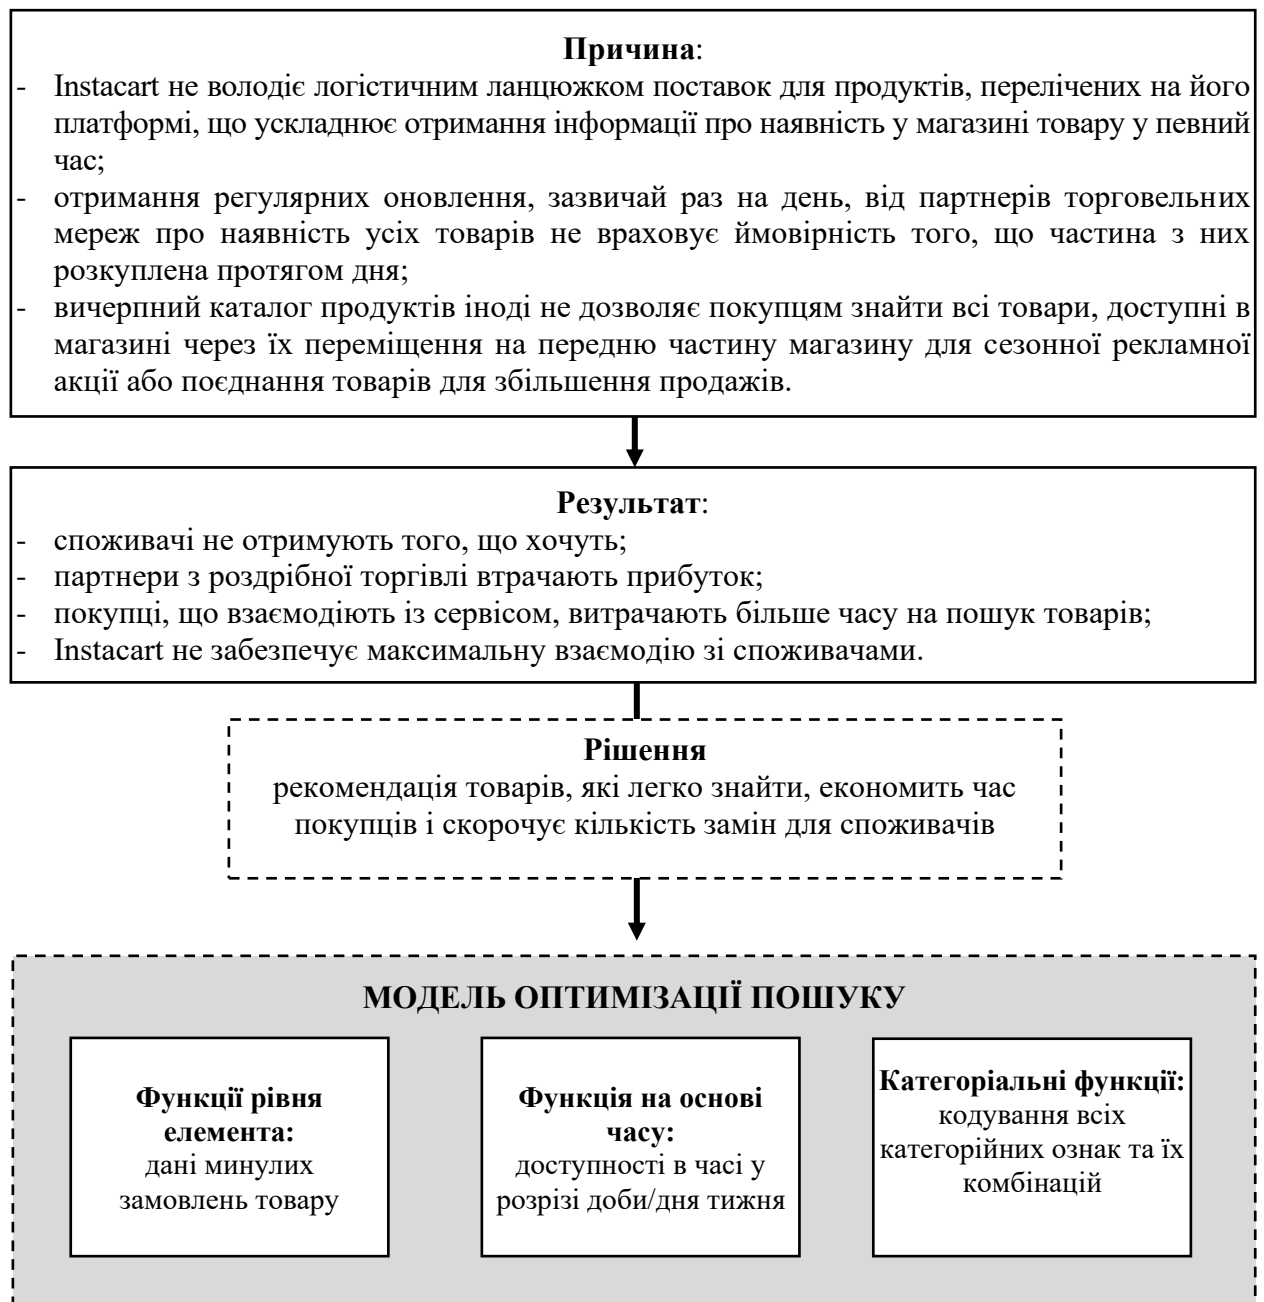 Причина:
- Instacart не володіє логістичним ланцюжком поставок для продуктів, перелічених на його
платформі, що ускладнює отримання інформації про наявність у магазині товару у певний
час;
- отримання регулярних оновлення, зазвичай раз на день, від партнерів торговельних
мереж про наявність усіх товарів не враховує ймовірність того, що частина з них
розкуплена протягом дня;
- вичерпний каталог продуктів іноді не дозволяє покупцям знайти всі товари, доступні в
магазині через їх переміщення на передню частину магазину для сезонної рекламної
акції або поєднання товарів для збільшення продажів.
Результат:
- споживачі не отримують того, що хочуть;
- партнери з роздрібної торгівлі втрачають прибуток;
- покупці, що взаємодіють із сервісом, витрачають більше часу на пошук товарів;
- Instacart не забезпечує максимальну взаємодію зі споживачами.
Рішення
рекомендація товарів, які легко знайти, економить час
покупців і скорочує кількість замін для споживачів
МОДЕЛЬ ОПТИМІЗАЦІЇ ПОШУКУ
Функції рівня
елемента:
дані минулих
замовлень товару
Функція на основі
часу:
доступності в часі у
розрізі доби/дня тижня
Категоріальні функції:
кодування всіх
категорійних ознак та їх
комбінацій